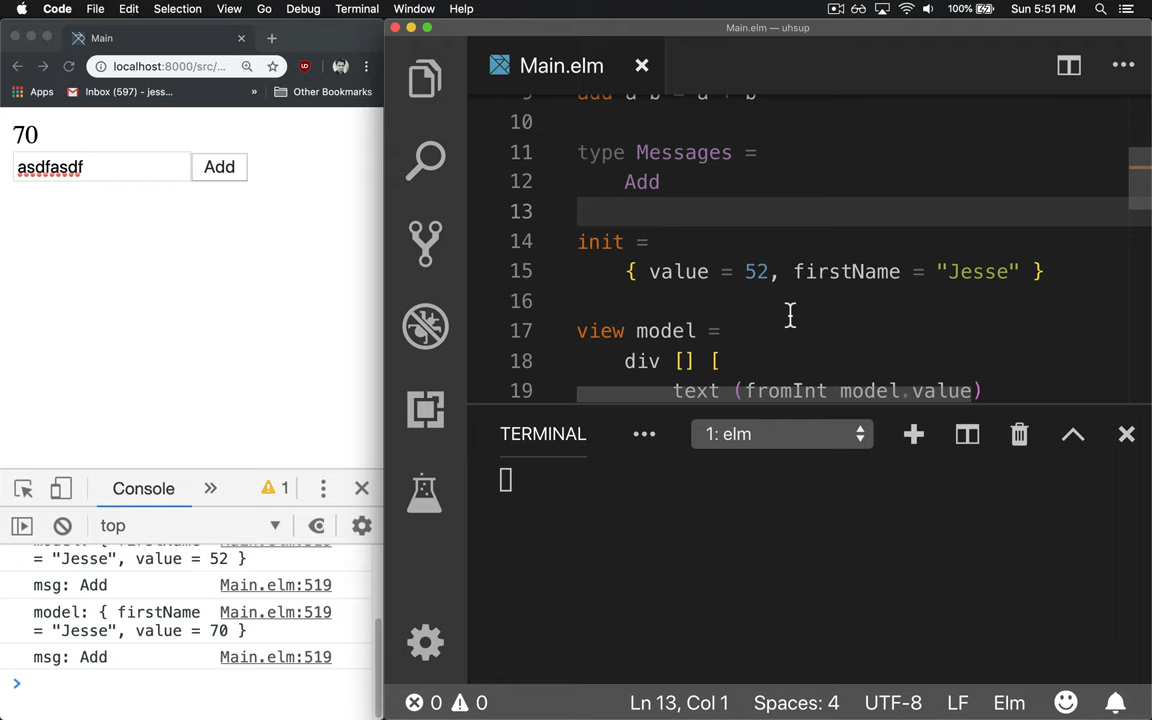 Code File Edit Selection View Go Debug Terminal Window Help 100% Sun 5:51 PM
Main.elm — uhsup
Main
localhost:8000/src/...
Apps Inbox (597) - jess... » Other Bookmarks
70
asdfasdf Add
Console » 1
top
= "Jesse", value = 52 }
msg: Add Main.elm:519
model: { firstName Main.elm:519
= "Jesse", value = 70 }
msg: Add Main.elm:519
>
Main.elm
9 add a b = a + b
10
11 type Messages =
12 Add
13
14 init =
15 { value = 52, firstName = "Jesse" }
16
17 view model =
18 div [] [
19 text (fromInt model.value)
TERMINAL ... 1: elm
0 0 Ln 13, Col 1 Spaces: 4 UTF-8 LF Elm